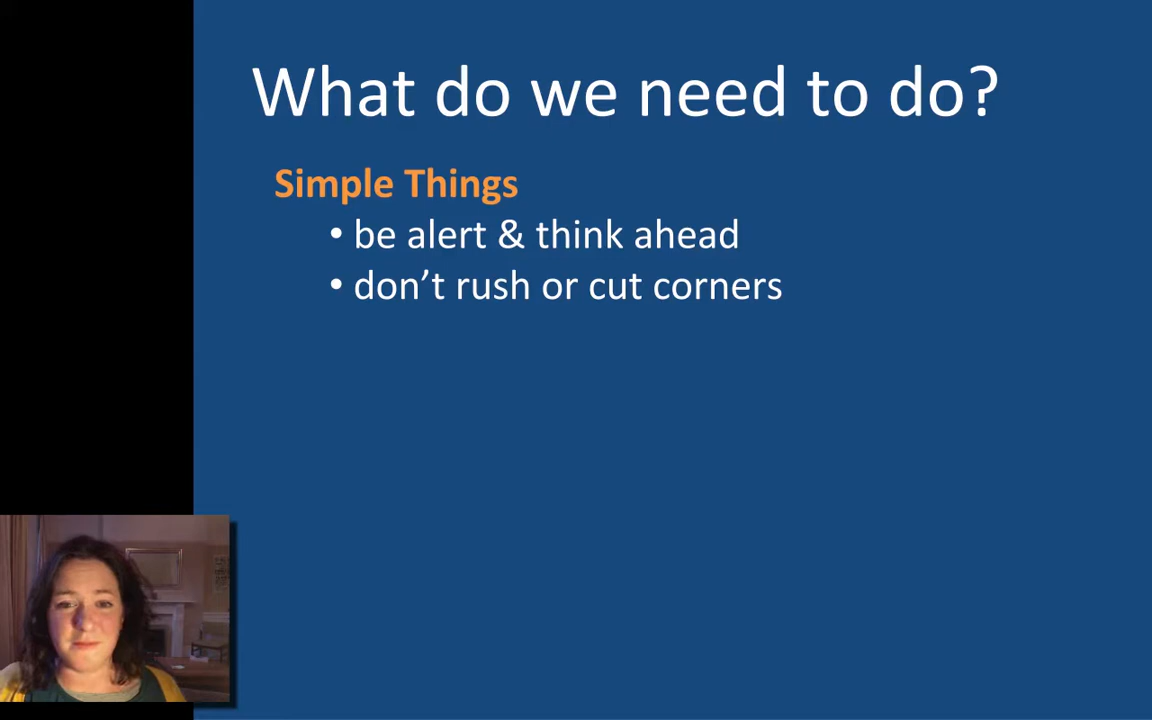 What do we need to do?
Simple Things
• be alert & think ahead
• don’t rush or cut corners